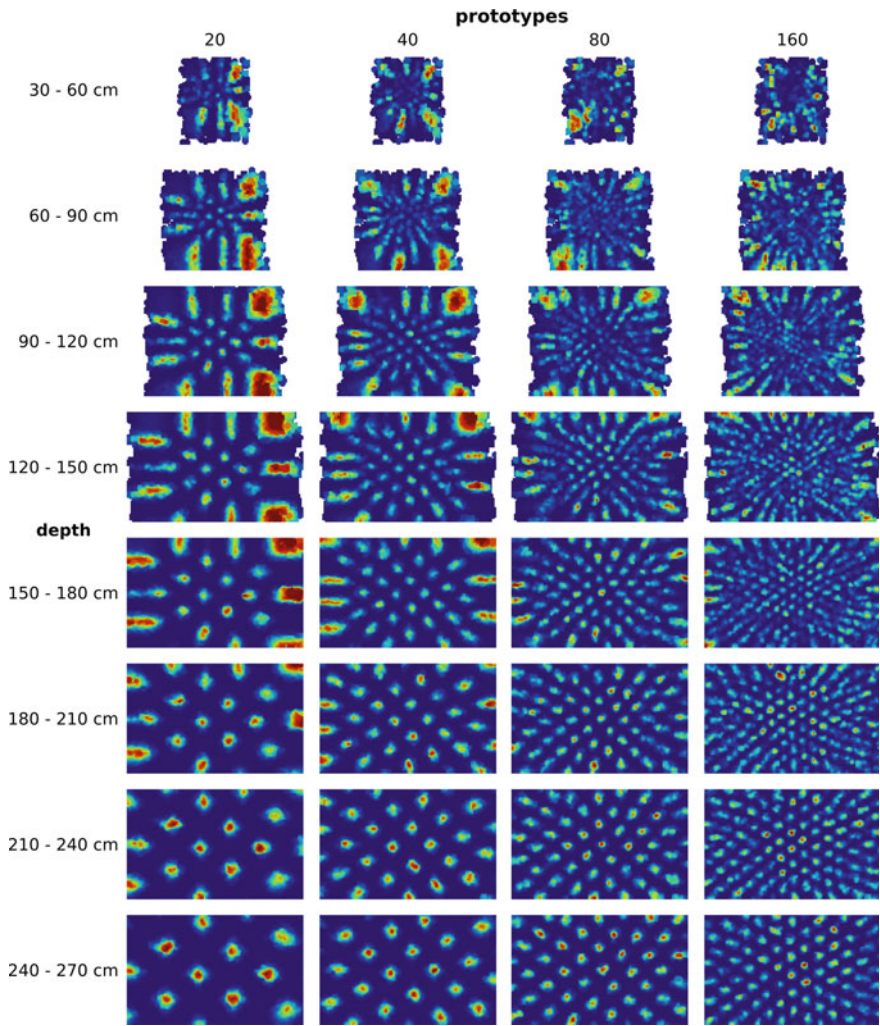 prototypes
20 40 80 160
30 - 60 cm
60 - 90 cm
90 - 120 cm
120 - 150 cm
depth
150 - 180 cm
180 - 210 cm
210 - 240 cm
240 - 270 cm